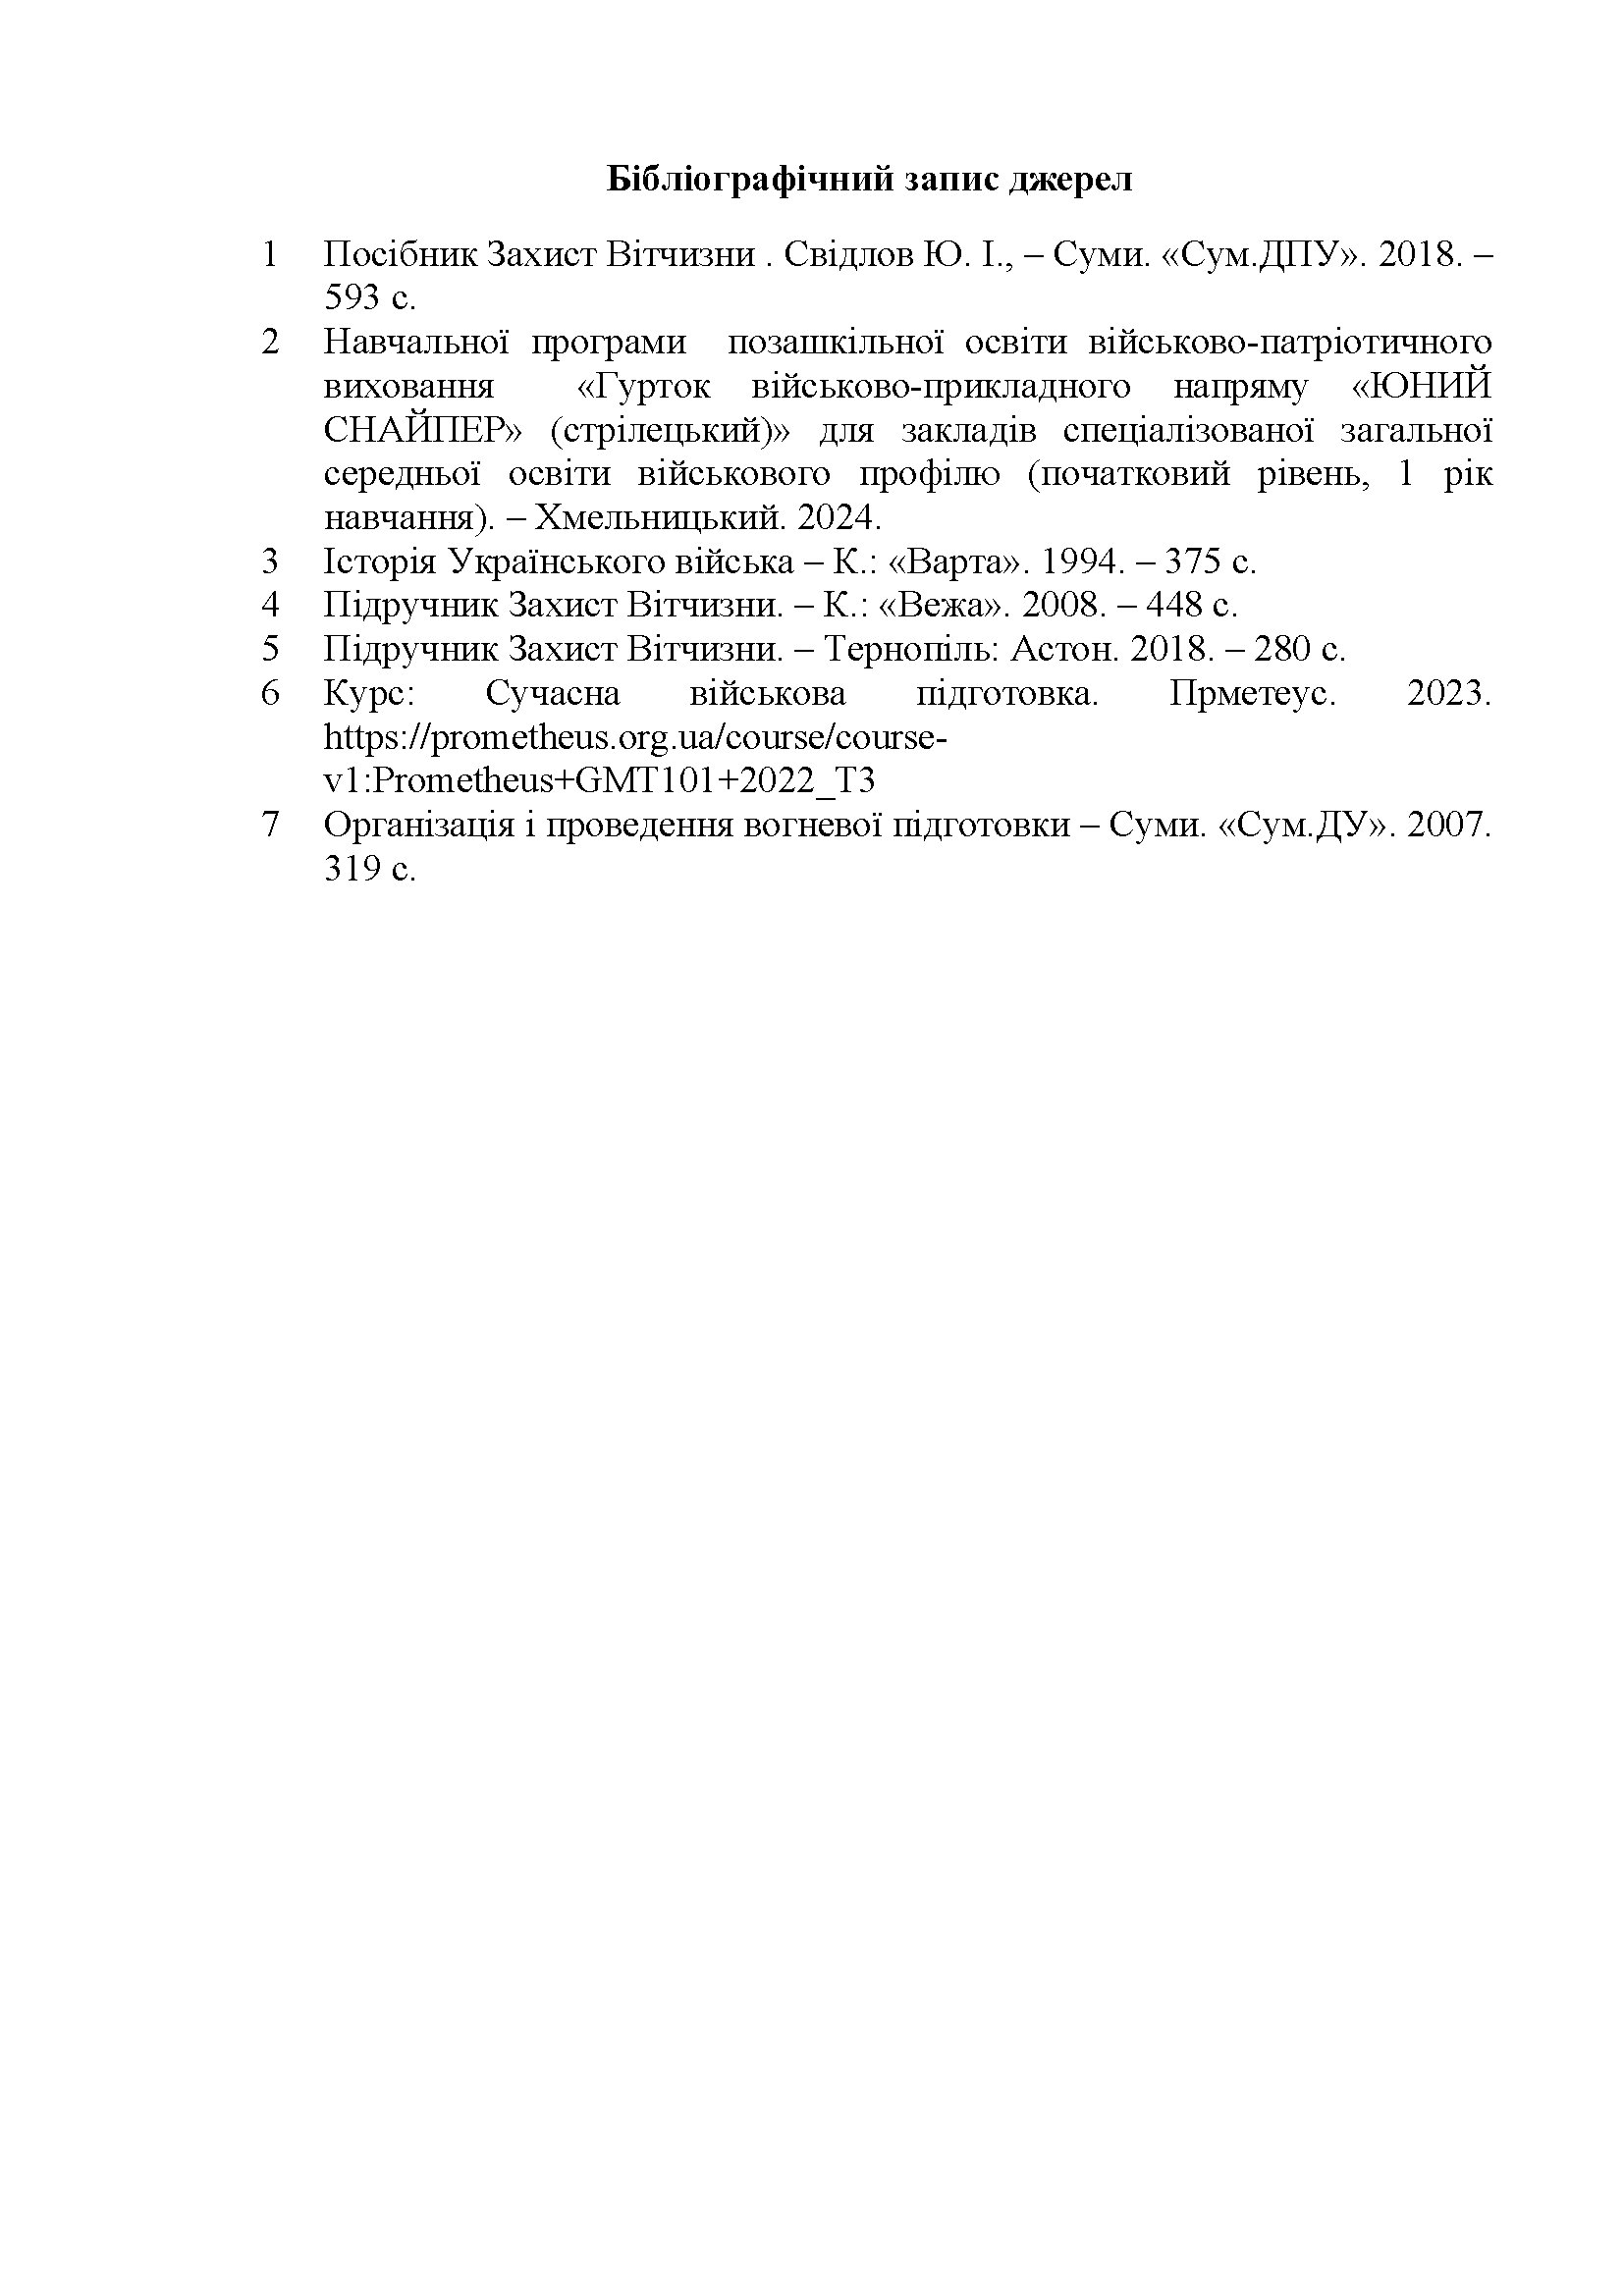 Бібліографічний запис джерел
1 Посібник Захист Вітчизни . Свідлов Ю. І., – Суми. «Сум.ДПУ». 2018. –
593 с.
2 Навчальної програми позашкільної освіти військово-патріотичного
виховання «Гурток військово-прикладного напряму «ЮНИЙ
СНАЙПЕР» (стрілецький)» для закладів спеціалізованої загальної
середньої освіти військового профілю (початковий рівень, 1 рік
навчання). – Хмельницький. 2024.
3 Історія Українського війська – К.: «Варта». 1994. – 375 с.
4 Підручник Захист Вітчизни. – К.: «Вежа». 2008. – 448 с.
5 Підручник Захист Вітчизни. – Тернопіль: Астон. 2018. – 280 с.
6 Курс: Сучасна військова підготовка. Прметеус. 2023.
https://prometheus.org.ua/course/course-
v1:Prometheus+GMT101+2022_T3
7 Організація і проведення вогневої підготовки – Суми. «Сум.ДУ». 2007.
319 с.